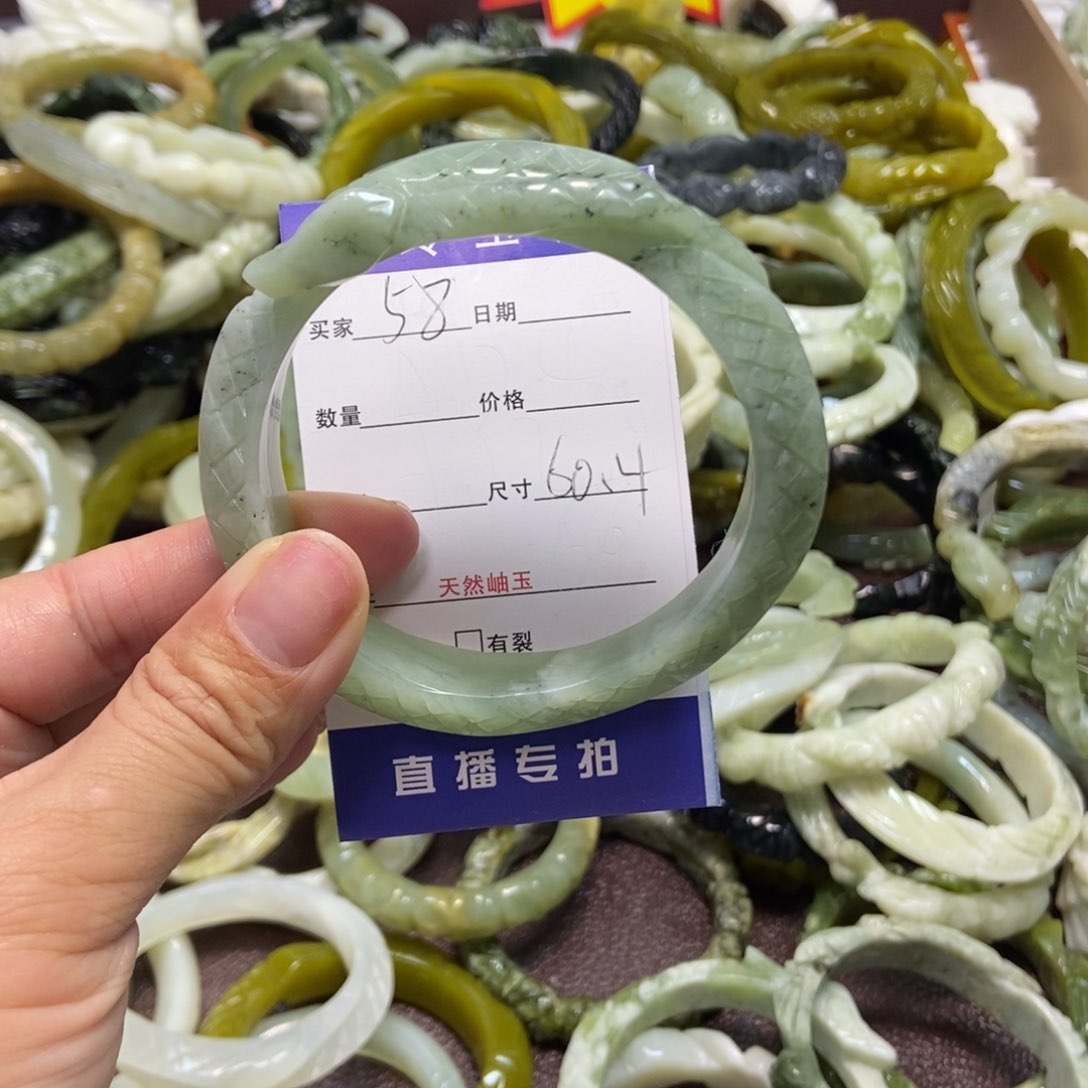 买家 58 日期
数量 价格
尺寸 60.4
天然岫玉
□有裂
直播专拍